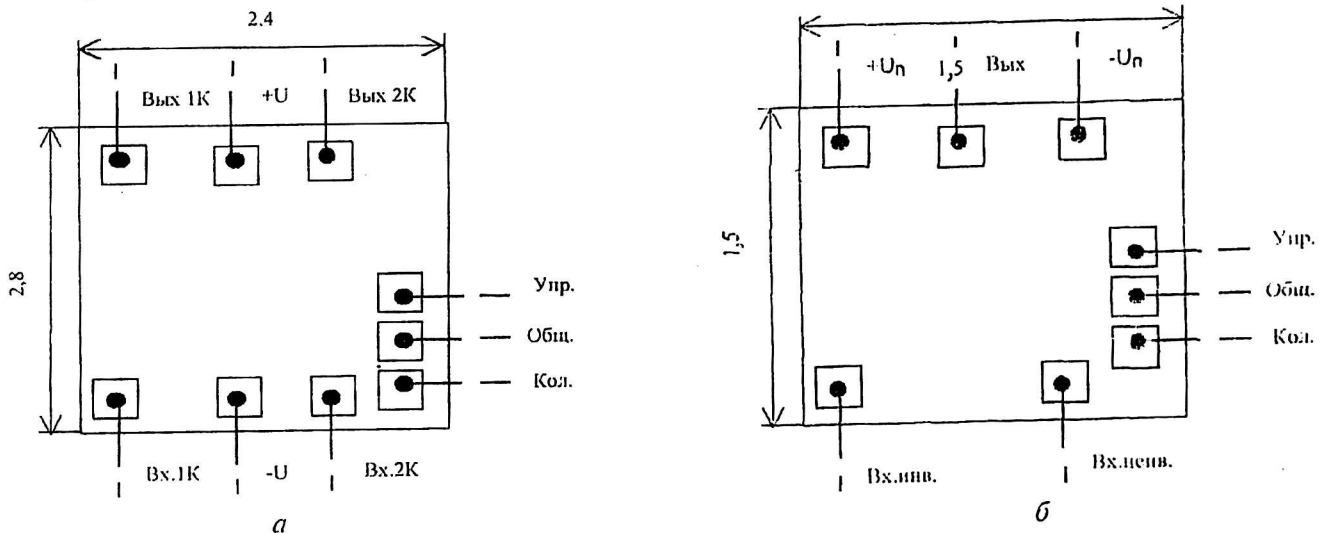 2.4
Вых 1К +U Вых 2К
2,8
Упр.
Общ.
Кол.
Вх.1К -U Вх.2К
а
+Uп 1,5 Вых -Uп
1,5
Упр.
Общ.
Кол.
Вх.инв. Вх.неинв.
б